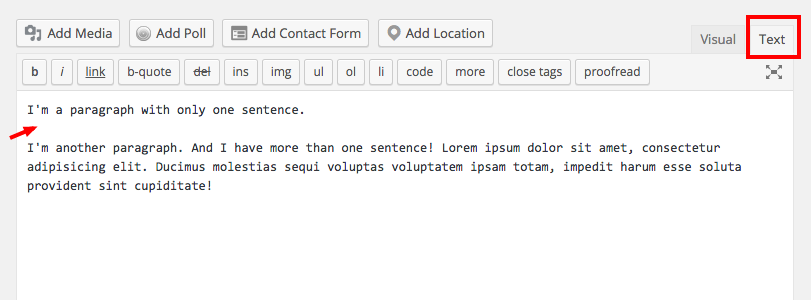 Add Media Add Poll Add Contact Form Add Location
Visual Text
b i link b-quote del ins img ul ol li code more close tags proofread
I'm a paragraph with only one sentence.
I'm another paragraph. And I have more than one sentence! Lorem ipsum dolor sit amet, consectetur
adipisicing elit. Ducimus molestias sequi voluptas voluptatem ipsam totam, impedit harum esse soluta
provident sint cupiditate!